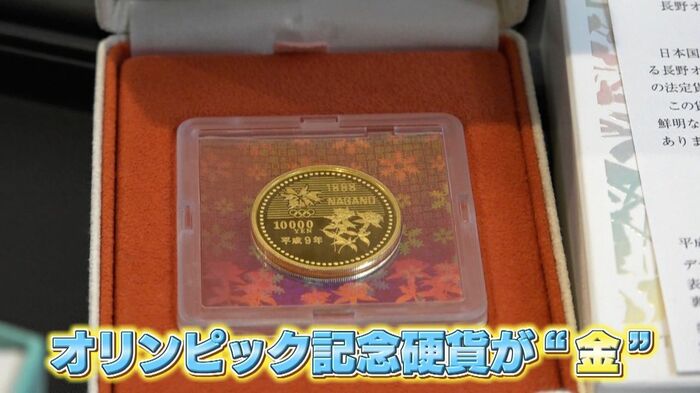 1998
NAGANO
10000
YEN
平成9年
長野オ
日本国
る長野オ
の法定貨
この貨
鮮明な
ありま
平成
デー
オリンピック記念硬貨が“金”